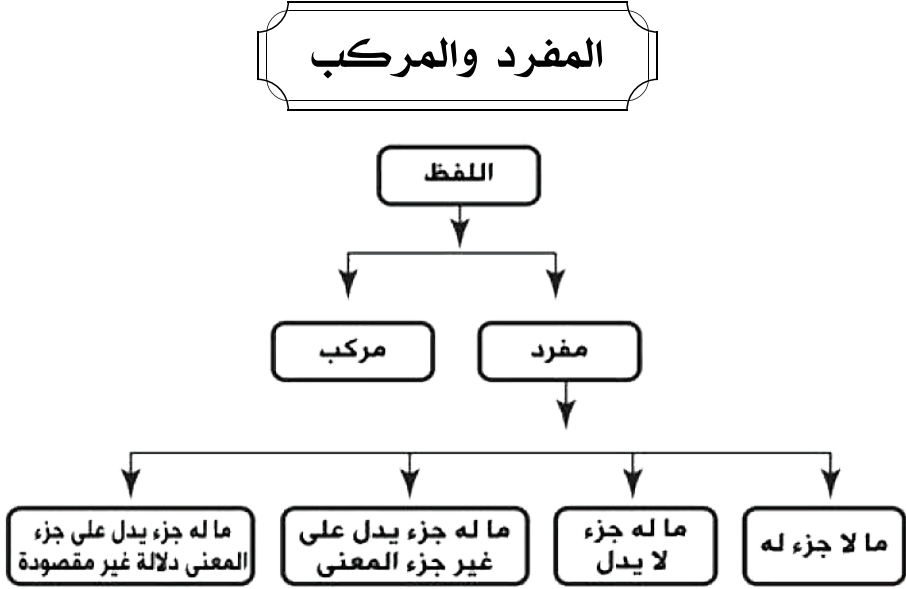 المفرد والمركب
اللفظ
مفرد
مركب
ما لا جزء له
ما له جزء
لا يدل
ما له جزء يدل على
غير جزء المعنى
ما له جزء يدل على جزء
المعنى دلالة غير مقصودة